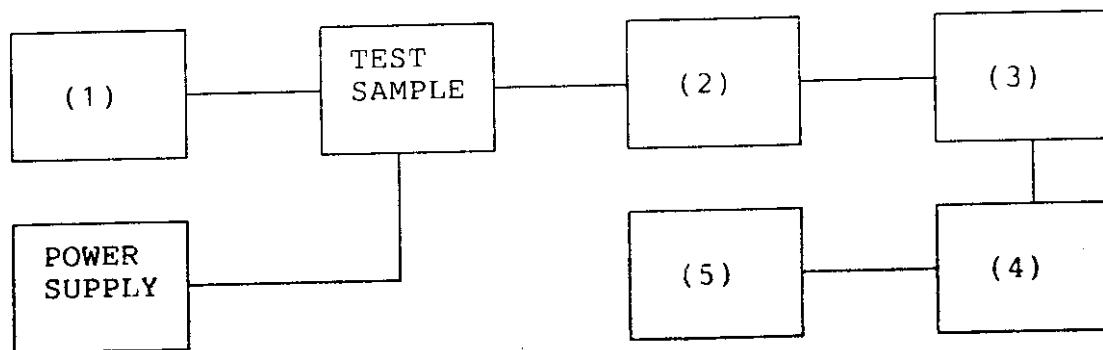 (1)
TEST
SAMPLE
(2)
(3)
POWER
SUPPLY
(5)
(4)